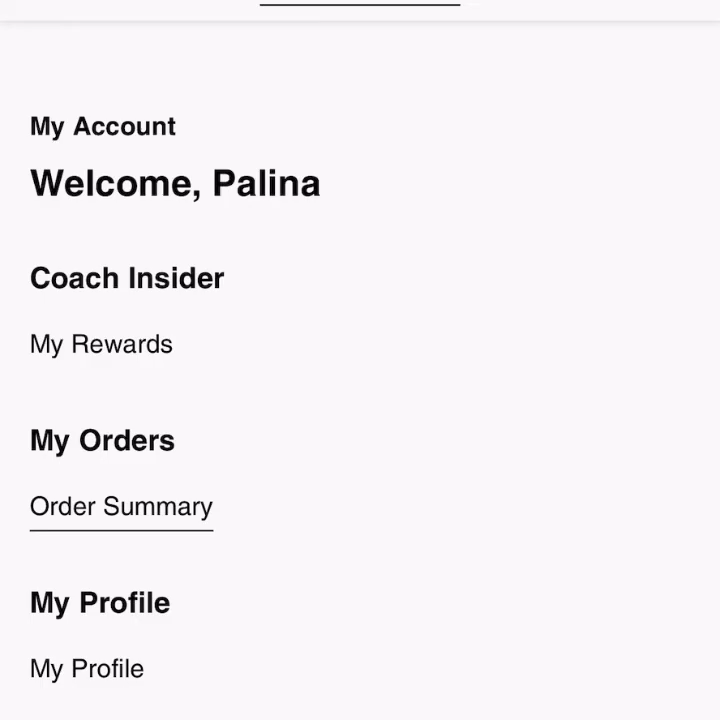 My Account
Welcome, Palina
Coach Insider
My Rewards
My Orders
Order Summary
My Profile
My Profile